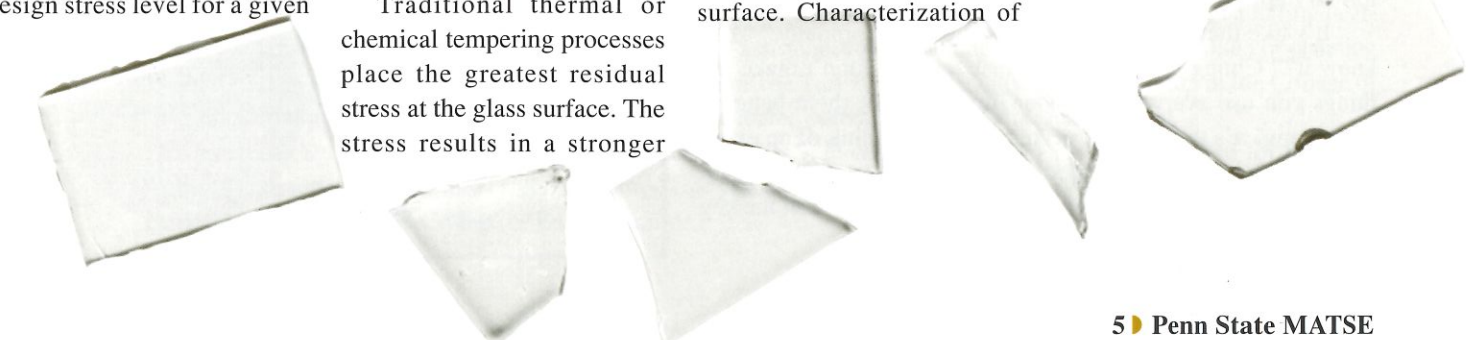 esign stress level for a given
Traditional thermal or
chemical tempering processes
place the greatest residual
stress at the glass surface. The
stress results in a stronger
surface. Characterization of
5 Penn State MATSE